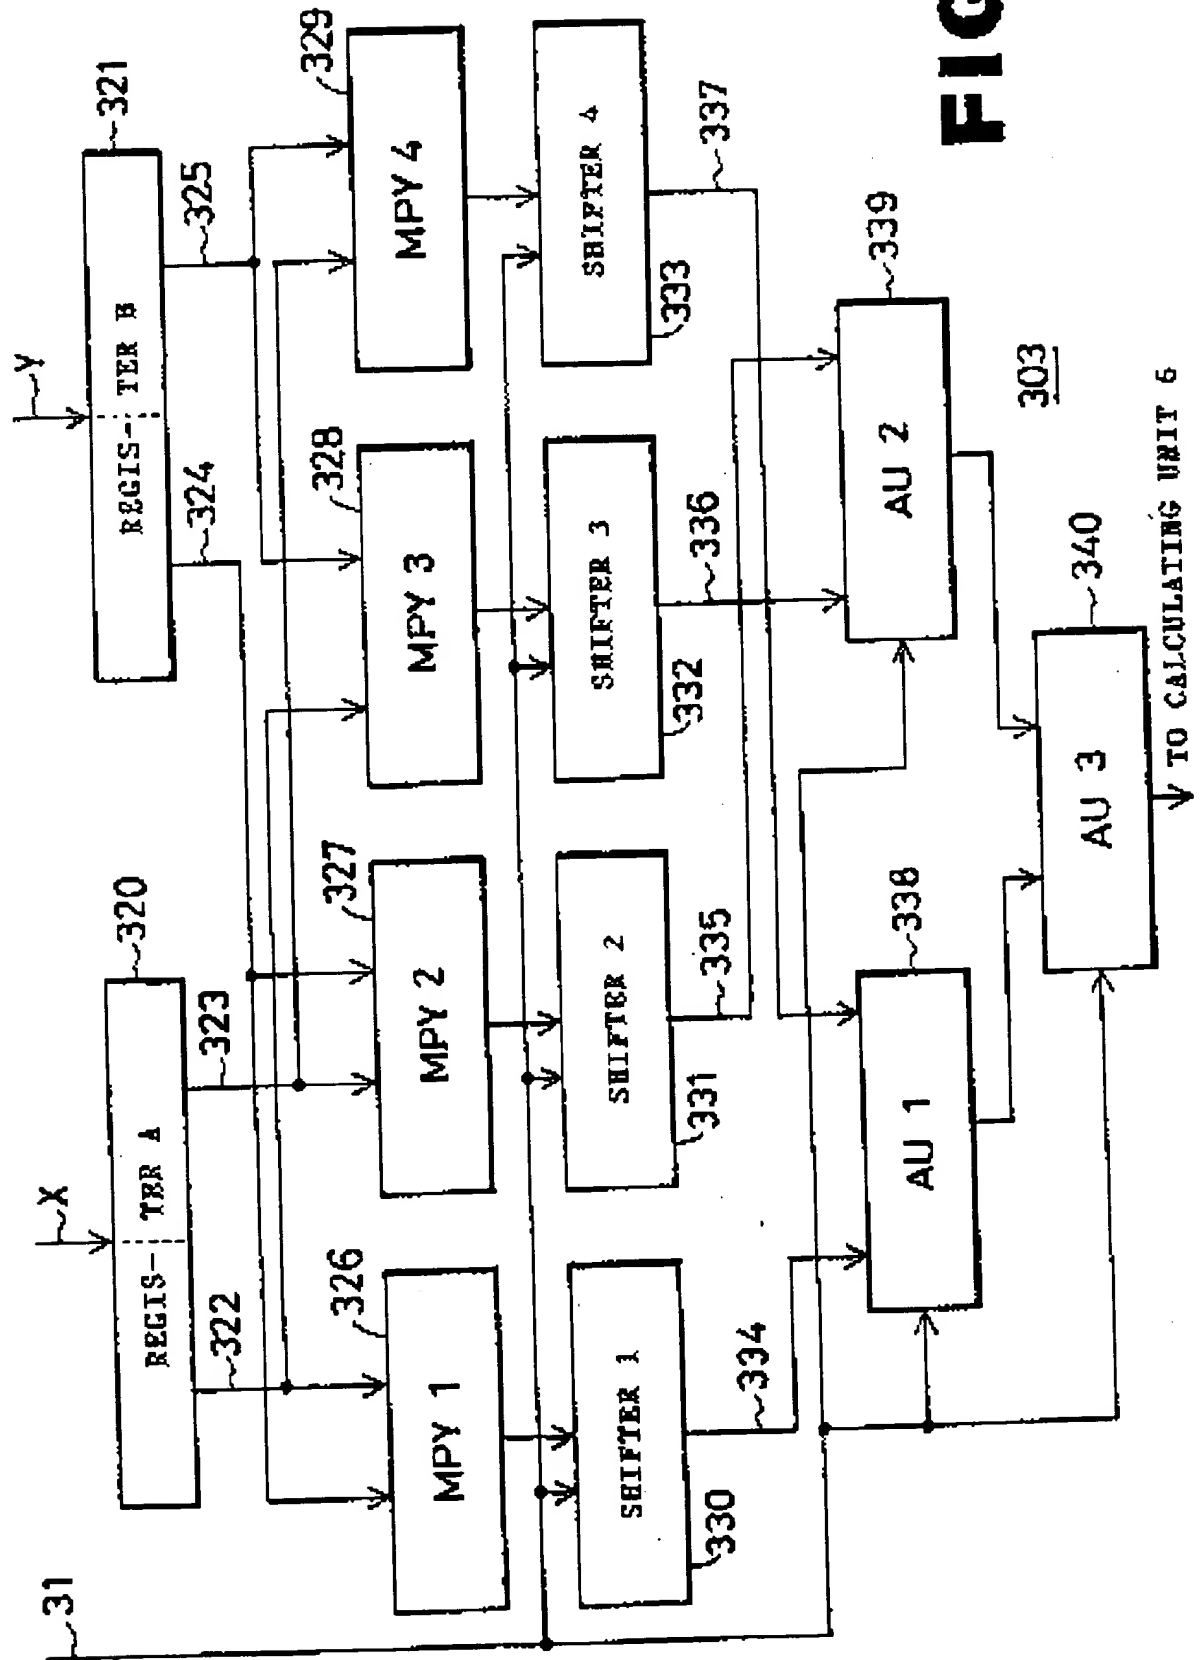 31
X
Y
REGIS- TER A
320
REGIS- TER B
321
322
323
324
325
MPY 1
326
MPY 2
327
MPY 3
328
MPY 4
329
SHIFTER 1
330
SHIFTER 2
331
SHIFTER 3
332
SHIFTER 4
333
334
335
336
337
AU 1
338
AU 2
339
AU 3
340
303
TO CALCULATING UNIT 6